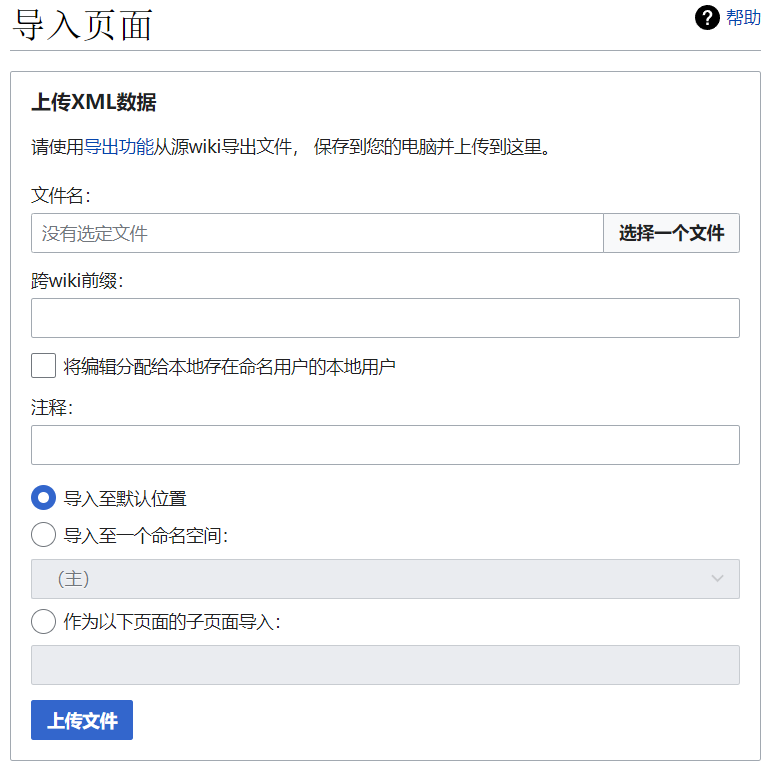 导入页面
帮助
上传XML数据
请使用导出功能从源wiki导出文件， 保存到您的电脑并上传到这里。
文件名：
没有选定文件
选择一个文件
跨wiki前缀：
将编辑分配给本地存在命名用户的本地用户
注释：
导入至默认位置
导入至一个命名空间：
（主）
作为以下页面的子页面导入：
上传文件